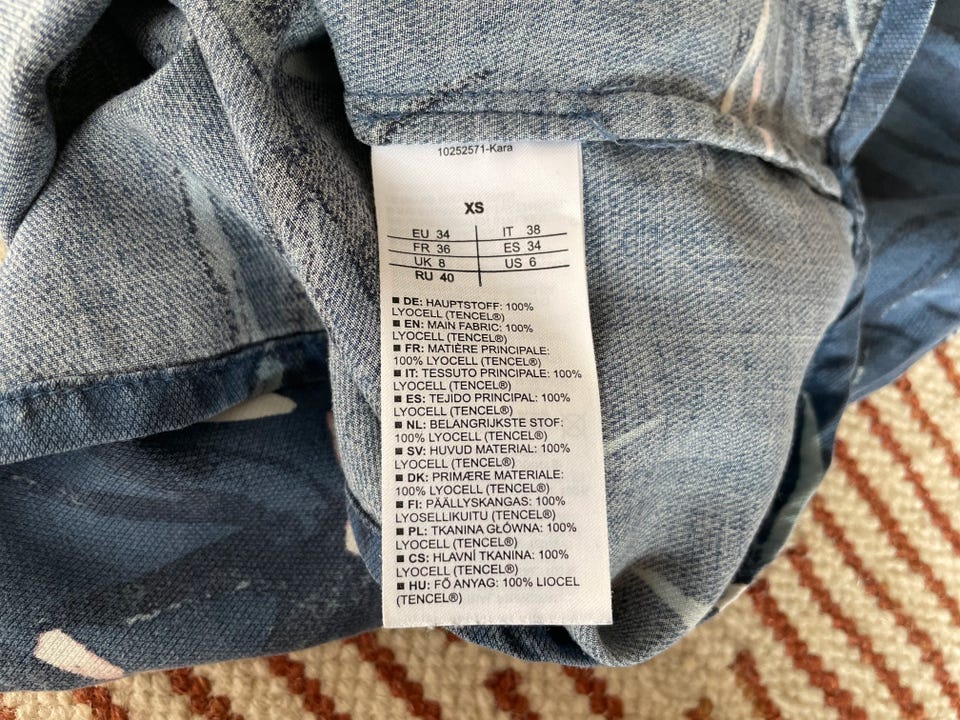 10252571-Kara
XS
EU 34 IT 38
FR 36 ES 34
UK 8 US 6
RU 40
■ DE: HAUPTSTOFF: 100%
LYOCELL (TENCEL®)
■ EN: MAIN FABRIC: 100%
LYOCELL (TENCEL®)
■ FR: MATIÈRE PRINCIPALE:
100% LYOCELL (TENCEL®)
■ IT: TESSUTO PRINCIPALE: 100%
LYOCELL (TENCEL®)
■ ES: TEJIDO PRINCIPAL: 100%
LYOCELL (TENCEL®)
■ NL: BELANGRIJKSTE STOF:
100% LYOCELL (TENCEL®)
■ SV: HUVUD MATERIAL: 100%
LYOCELL (TENCEL®)
■ DK: PRIMÆRE MATERIALE:
100% LYOCELL (TENCEL®)
■ FI: PÄÄLLYSKANGAS: 100%
LYOSELLIKUITU (TENCEL®)
■ PL: TKANINA GŁÓWNA: 100%
LYOCELL (TENCEL®)
■ CS: HLAVNÍ TKANINA: 100%
LYOCELL (TENCEL®)
■ HU: FŐ ANYAG: 100% LIOCEL
(TENCEL®)